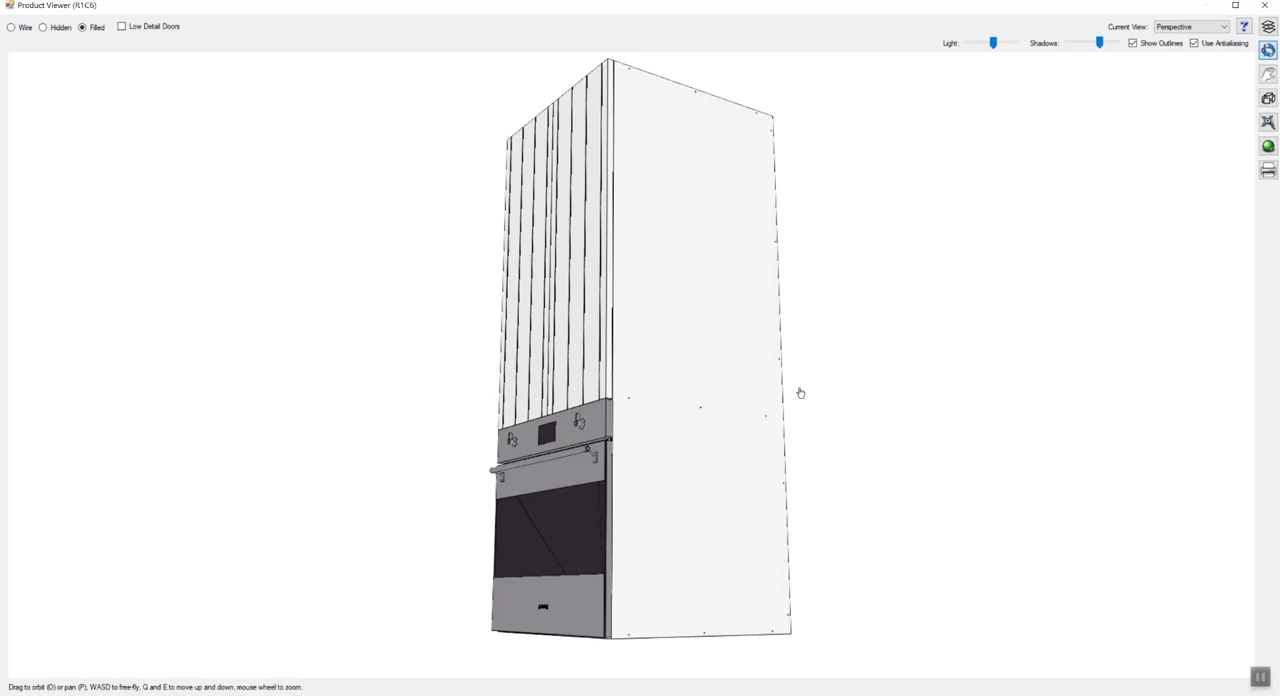 Product Viewer (R1C6)
Wire Hidden Filled Low Detail Doors
Current View: Perspective ?
Light: Shadows: Show Outlines Use Antialiasing
Drag to orbit (O) or pan (P), WASD to free-fly, Q and E to move up and down, mouse wheel to zoom.